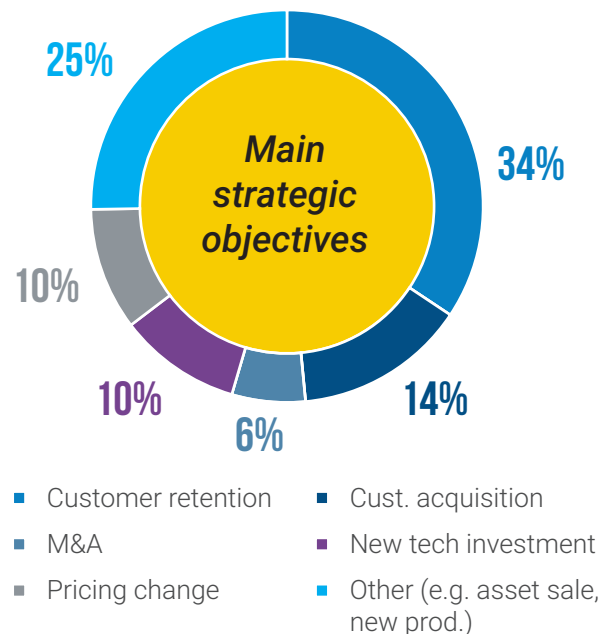 25%
Main
strategic
objectives
34%
10%
10%
14%
6%
Customer retention
Cust. acquisition
M&A
New tech investment
Pricing change
Other (e.g. asset sale,
new prod.)